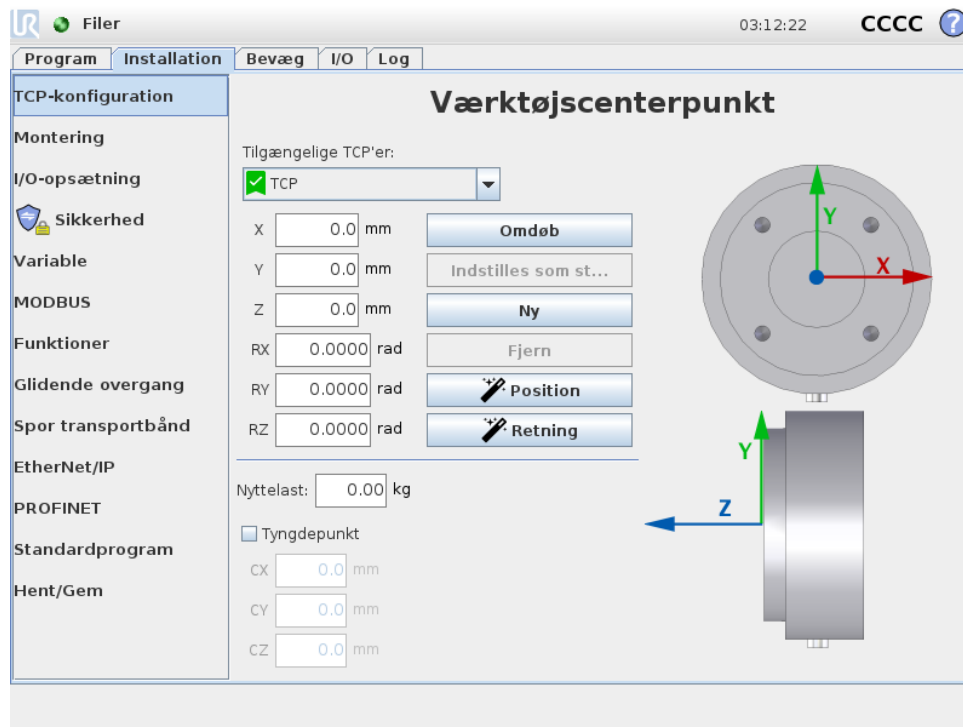 UR Filer 03:12:22 CCCC ?
Program Installation Bevæg I/O Log
TCP-konfiguration
Montering
I/O-opsætning
Sikkerhed
Variable
MODBUS
Funktioner
Glidende overgang
Spor transportbånd
EtherNet/IP
PROFINET
Standardprogram
Hent/Gem
Værktøjscenterpunkt
Tilgængelige TCP'er:
TCP
X 0.0 mm Omdøb
Y 0.0 mm Indstilles som st...
Z 0.0 mm Ny
RX 0.0000 rad Fjern
RY 0.0000 rad Position
RZ 0.0000 rad Retning
Nyttelast: 0.00 kg
Tyngdepunkt
CX 0.0 mm
CY 0.0 mm
CZ 0.0 mm
Y
X
Y
Z